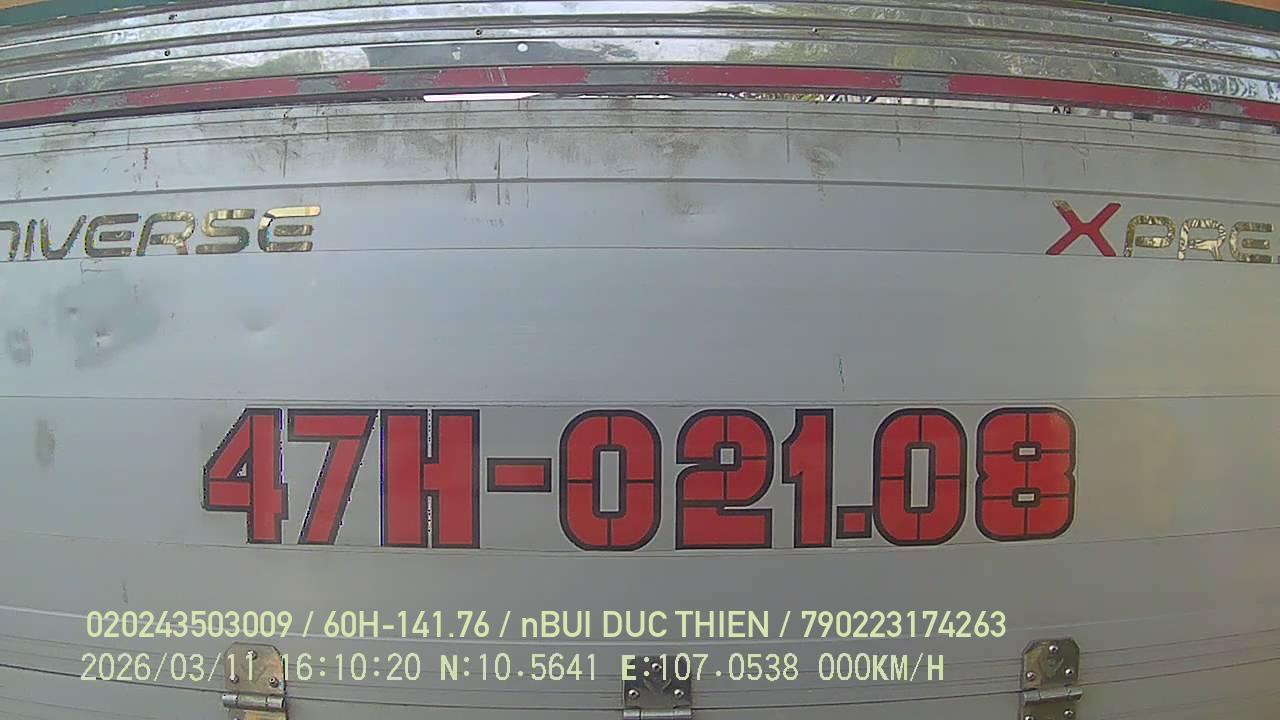 NIVERSE XPRE
47H-021.08
020243503009 / 60H-141.76 / nBUI DUC THIEN / 790223174263
2026/03/11 16:10:20 N:10.5641 E:107.0538 000KM/H